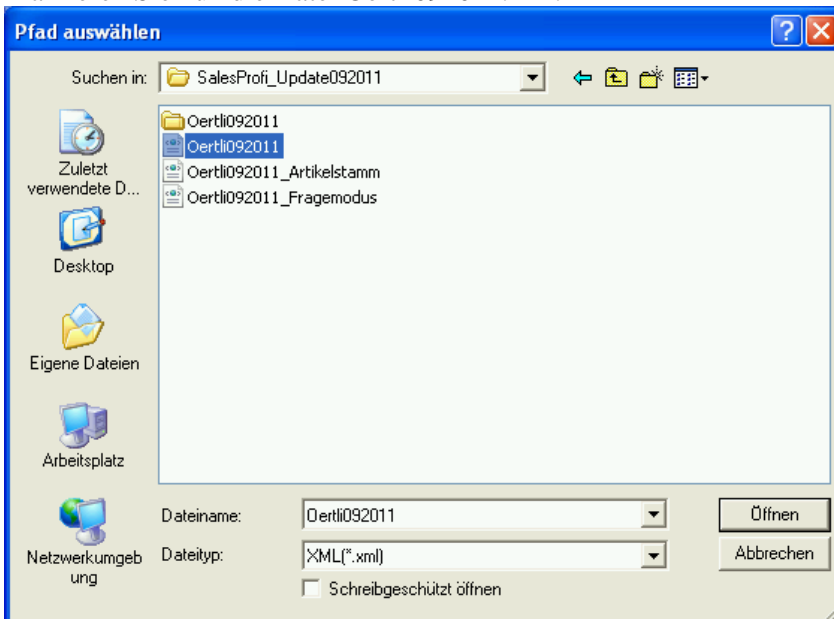 Pfad auswählen
Suchen in:
SalesProfi_Update092011
Oertli092011
Oertli092011
Oertli092011_Artikelstamm
Oertli092011_Fragemodus
Zuletzt
verwendete D...
Desktop
Eigene Dateien
Arbeitsplatz
Netzwerkumgeb
ung
Dateiname:
Oertli092011
Öffnen
Dateityp:
XML(*.xml)
Abbrechen
Schreibgeschützt öffnen